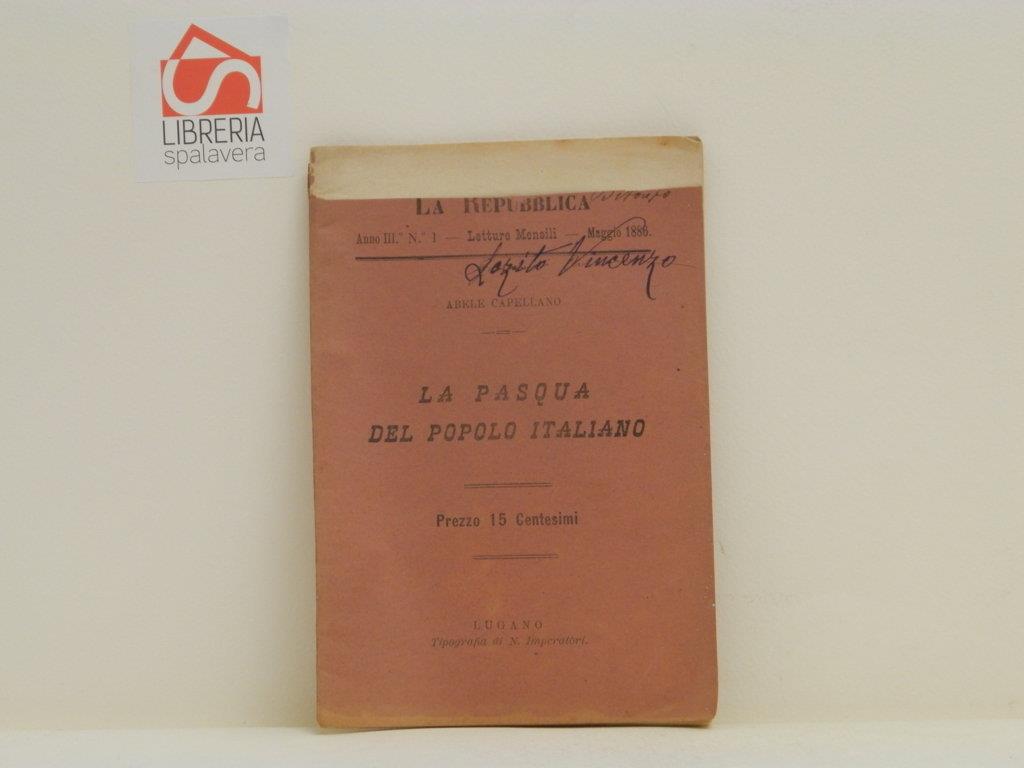 LIBRERIA
spalavera
LA REPUBBLICA
Anno III.° N.° 1 — Letture Mensili — Maggio 1886.
Lozito Vincenzo
ABELE CAPELLANO
LA PASQUA
DEL POPOLO ITALIANO
Prezzo 15 Centesimi
LUGANO
Tipografia di N. Imperatori.